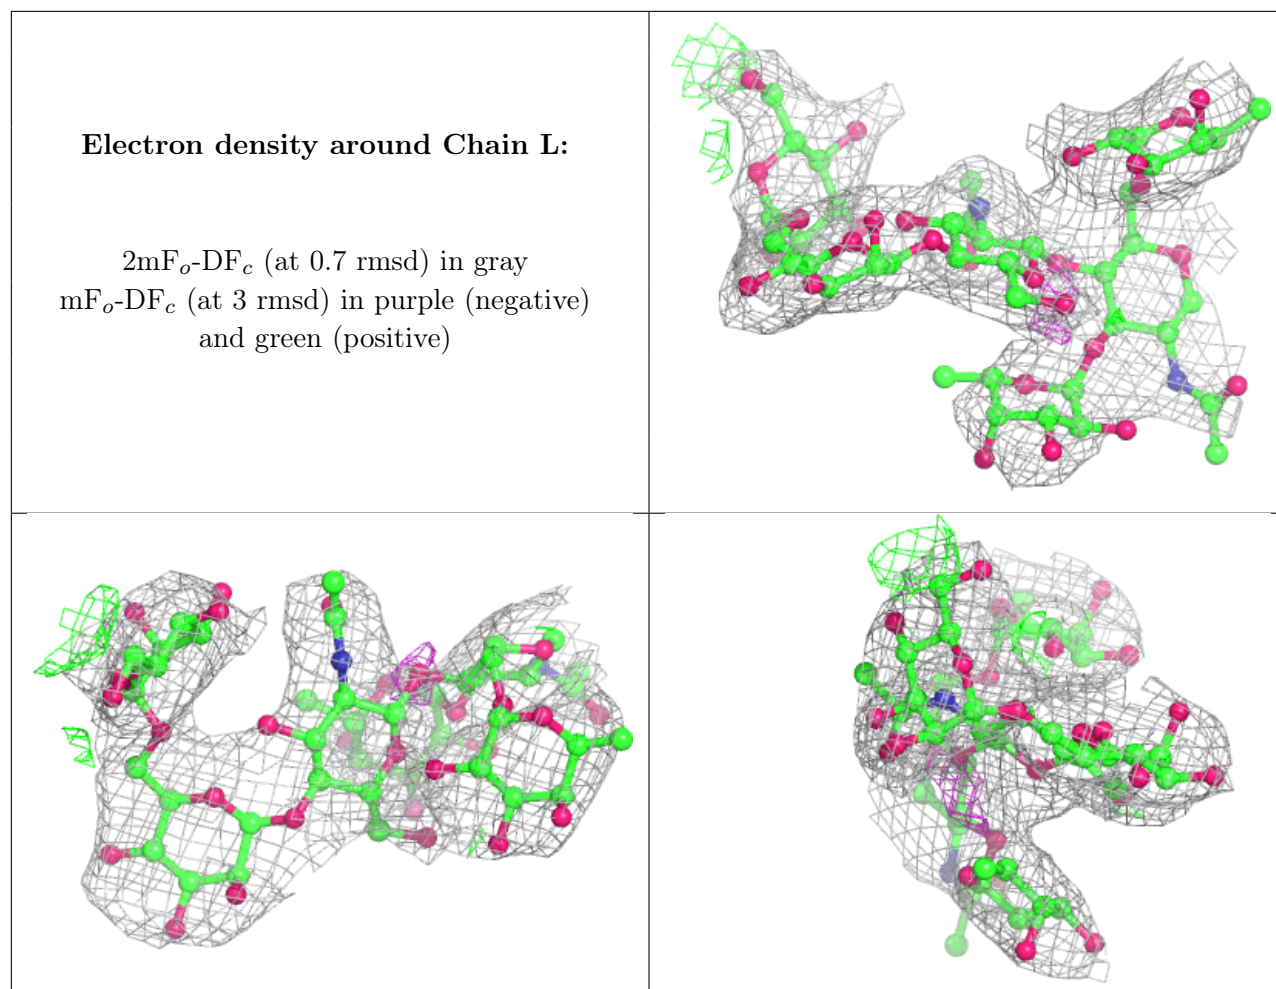 Electron density around Chain L:
2mFo-DFc (at 0.7 rmsd) in gray
mFo-DFc (at 3 rmsd) in purple (negative)
and green (positive)